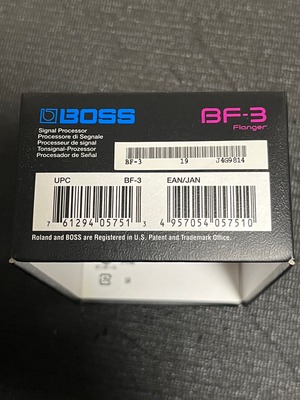 BOSS
Signal Processor
Processore di Segnale
Processeur de signal
Tonsignal-Prozessor
Procesador de Señal
BF-3
Flanger
BF-3 19 J4G9814
UPC BF-3 EAN/JAN
7 61294 05751 3 4 957054 057510
Roland and BOSS are Registered in U.S. Patent and Trademark Office.